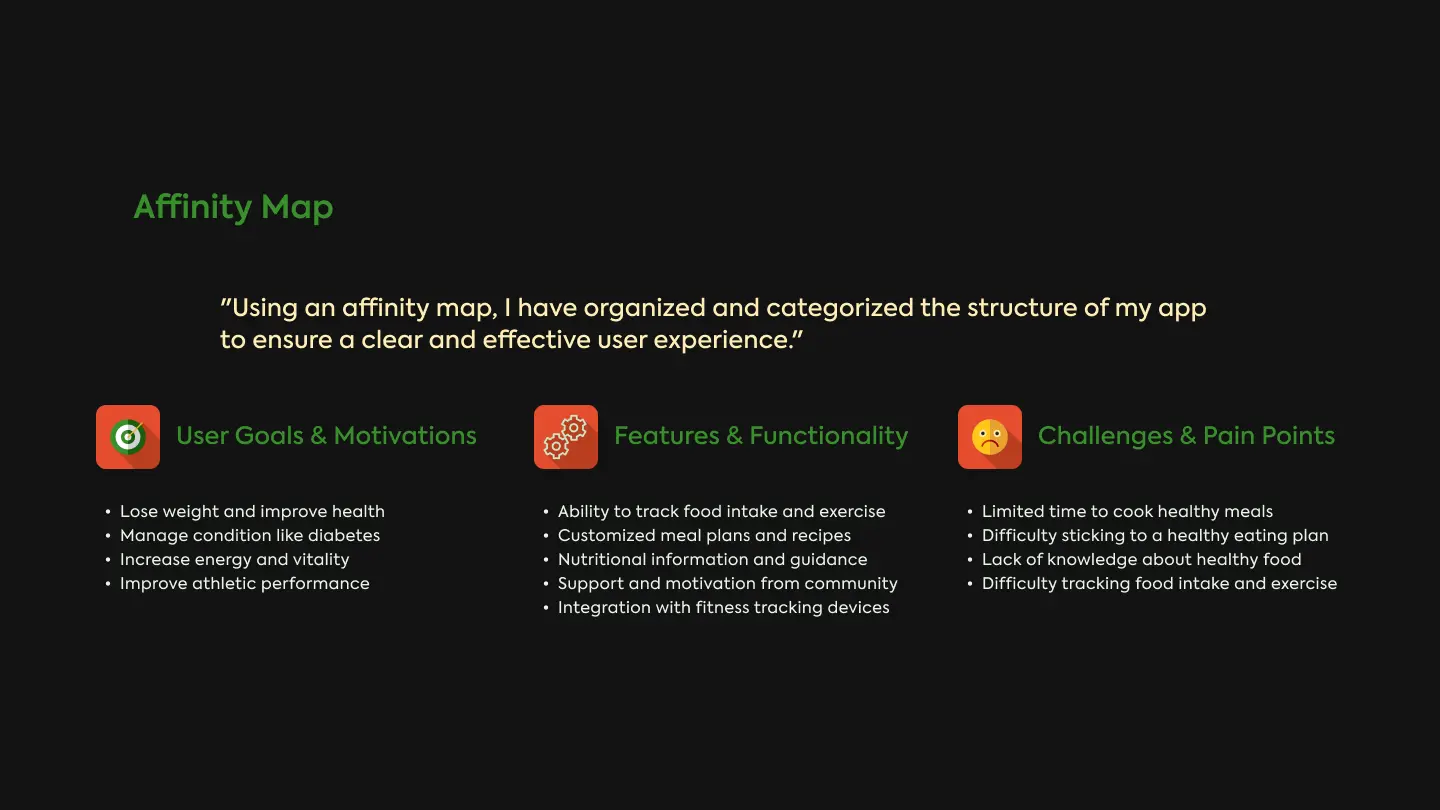 Affinity Map
"Using an affinity map, I have organized and categorized the structure of my app
to ensure a clear and effective user experience."
User Goals & Motivations
• Lose weight and improve health
• Manage condition like diabetes
• Increase energy and vitality
• Improve athletic performance
Features & Functionality
• Ability to track food intake and exercise
• Customized meal plans and recipes
• Nutritional information and guidance
• Support and motivation from community
• Integration with fitness tracking devices
Challenges & Pain Points
• Limited time to cook healthy meals
• Difficulty sticking to a healthy eating plan
• Lack of knowledge about healthy food
• Difficulty tracking food intake and exercise